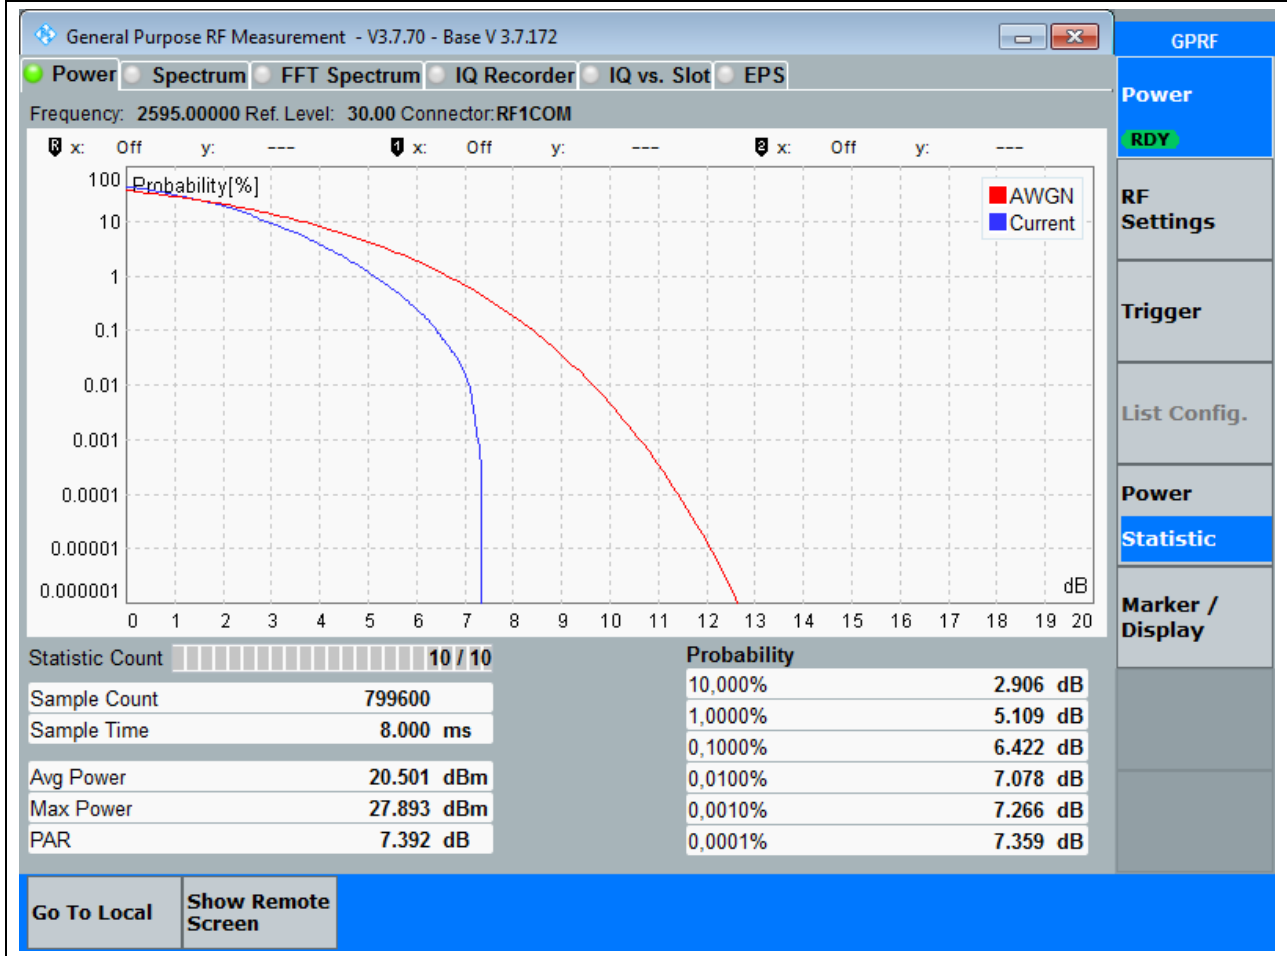 General Purpose RF Measurement - V3.7.70 - Base V 3.7.172
GPRF
Power Spectrum FFT Spectrum IQ Recorder IQ vs. Slot EPS
Frequency: 2595.00000 Ref. Level: 30.00 Connector: RF1COM
R x: Off y: --- 1 x: Off y: --- 2 x: Off y: ---
Probability[%]
AWGN
Current
100
10
1
0.1
0.01
0.001
0.0001
0.00001
0.000001
dB
0 1 2 3 4 5 6 7 8 9 10 11 12 13 14 15 16 17 18 19 20
Statistic Count 10 / 10
Sample Count 799600
Sample Time 8.000 ms
Avg Power 20.501 dBm
Max Power 27.893 dBm
PAR 7.392 dB
Probability
10,000% 2.906 dB
1,0000% 5.109 dB
0,1000% 6.422 dB
0,0100% 7.078 dB
0,0010% 7.266 dB
0,0001% 7.359 dB
Power
RDY
RF
Settings
Trigger
List Config.
Power
Statistic
Marker /
Display
Go To Local
Show Remote
Screen